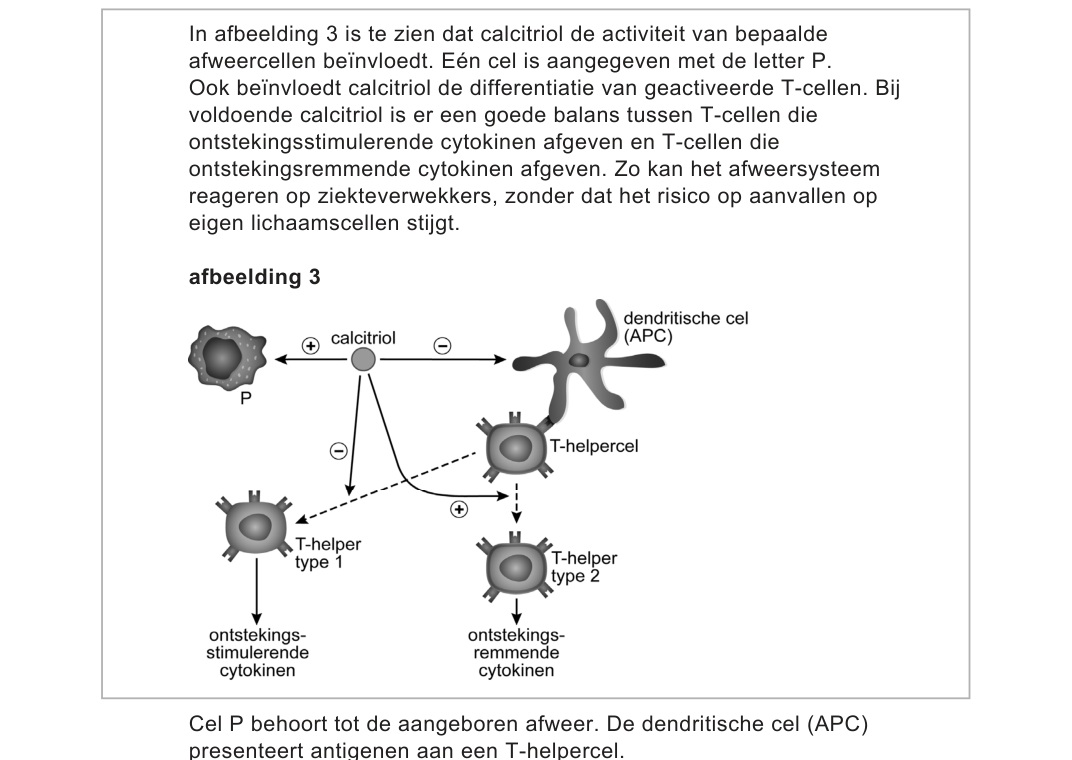 In afbeelding 3 is te zien dat calcitriol de activiteit van bepaalde
afweercellen beïnvloedt. Eén cel is aangegeven met de letter P.
Ook beïnvloedt calcitriol de differentiatie van geactiveerde T-cellen. Bij
voldoende calcitriol is er een goede balans tussen T-cellen die
ontstekingsstimulerende cytokinen afgeven en T-cellen die
ontstekingsremmende cytokinen afgeven. Zo kan het afweersysteem
reageren op ziekteverwekkers, zonder dat het risico op aanvallen op
eigen lichaamscellen stijgt.
afbeelding 3
dendritische cel
(APC)
calcitriol
+
−
P
T-helpercel
−
+
T-helper
type 1
T-helper
type 2
ontstekings-
stimulerende
cytokinen
ontstekings-
remmende
cytokinen
Cel P behoort tot de aangeboren afweer. De dendritische cel (APC)
presenteert antigenen aan een T-helpercel.